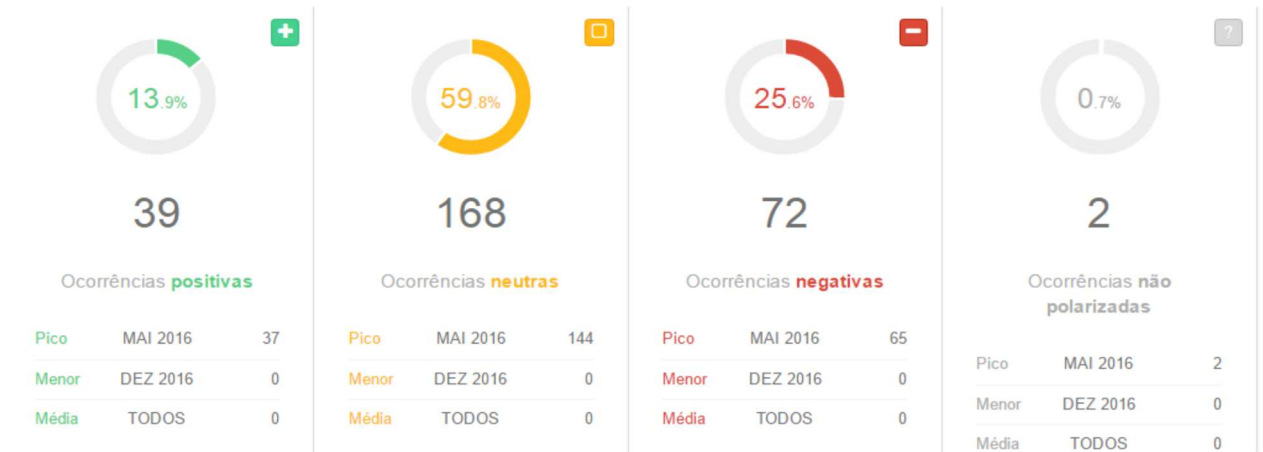 13.9%
39
Ocorrências positivas
Pico MAI 2016 37
Menor DEZ 2016 0
Média TODOS 0
59.8%
168
Ocorrências neutras
Pico MAI 2016 144
Menor DEZ 2016 0
Média TODOS 0
25.6%
72
Ocorrências negativas
Pico MAI 2016 65
Menor DEZ 2016 0
Média TODOS 0
?
0.7%
2
Ocorrências não
polarizadas
Pico MAI 2016 2
Menor DEZ 2016 0
Média TODOS 0